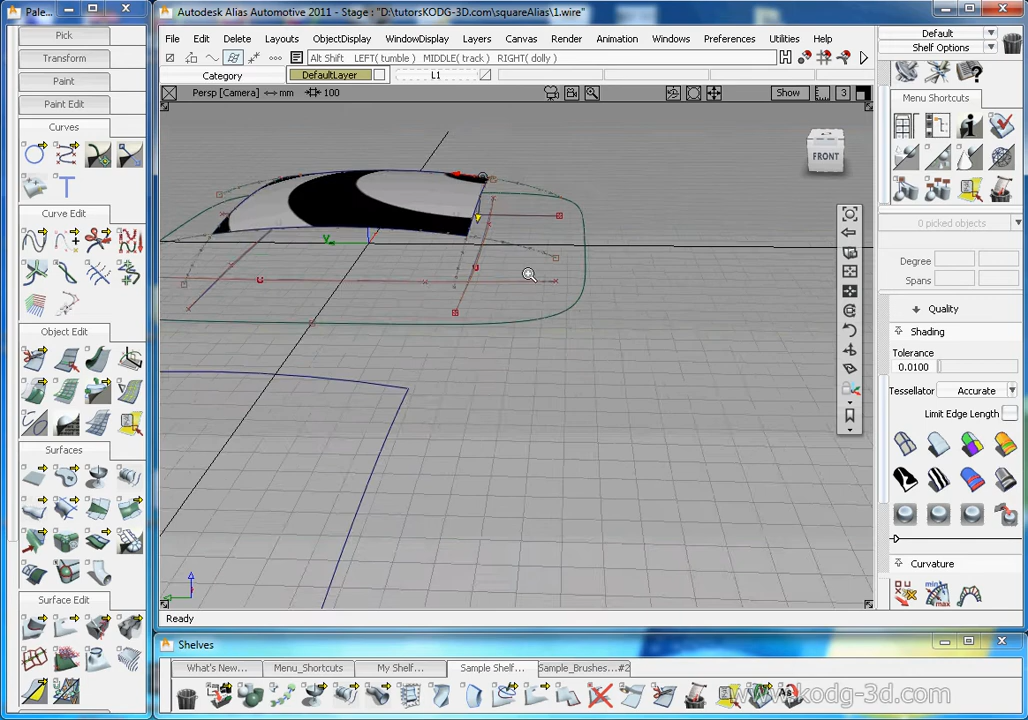 Pale...
Autodesk Alias Automotive 2011 - Stage : "D:\tutorsKODG-3D.com\squareAlias\1.wire"
Pick
File Edit Delete Layouts ObjectDisplay WindowDisplay Layers Canvas Render Animation Windows Preferences Utilities
Default
Shelf Options
Transform
Alt Shift LEFT( tumble ) MIDDLE( track ) RIGHT( dolly )
Category DefaultLayer L1
Paint
Persp [Camera] mm 100 Show 3
Paint Edit
Menu Shortcuts
Curves
FRONT
T
Curve Edit
0 picked objects
V
Degree
Spans
Quality
Object Edit
Shading
Tolerance
0.0100
Tessellator Accurate
Limit Edge Length
Surfaces
Curvature
Surface Edit
Ready
Shelves
What's New... Menu_Shortcuts My Shelf... Sample Shelf... Sample_Brushes...#2
www.kodg-3d.com